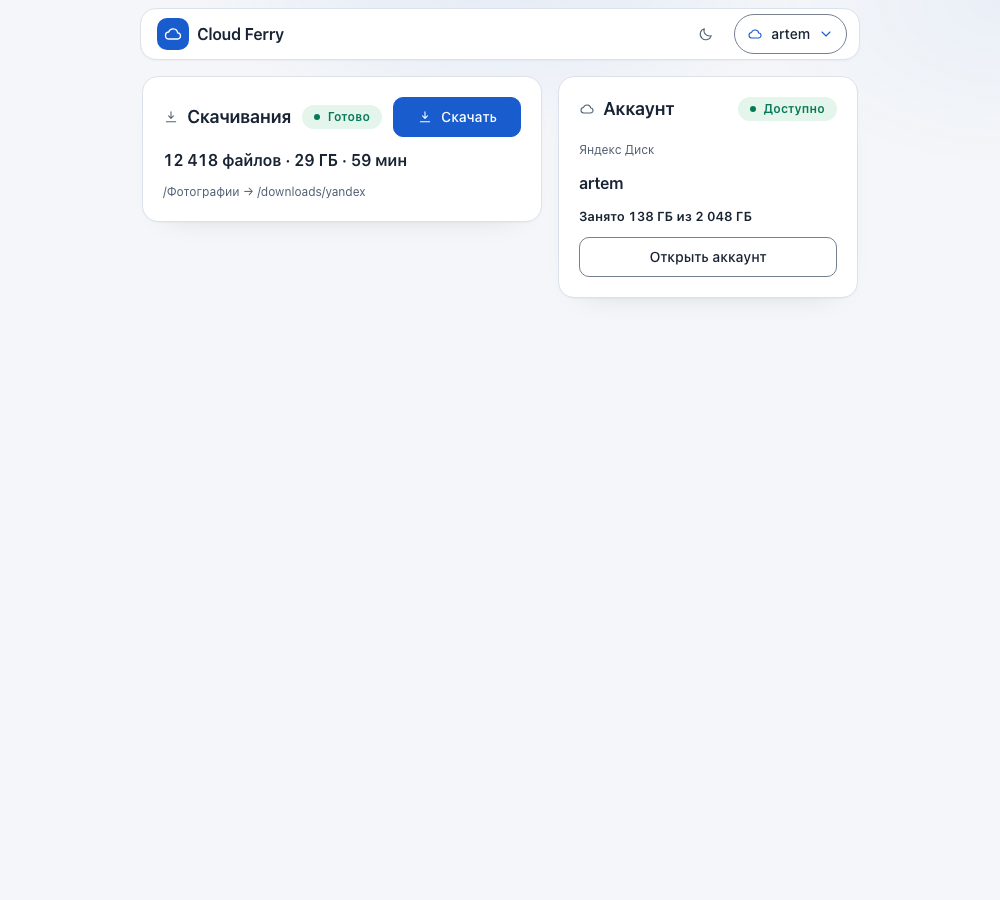 Cloud Ferry
artem
Скачивания
Готово
Скачать
12 418 файлов · 29 ГБ · 59 мин
/Фотографии → /downloads/yandex
Аккаунт
Доступно
Яндекс Диск
artem
Занято 138 ГБ из 2 048 ГБ
Открыть аккаунт